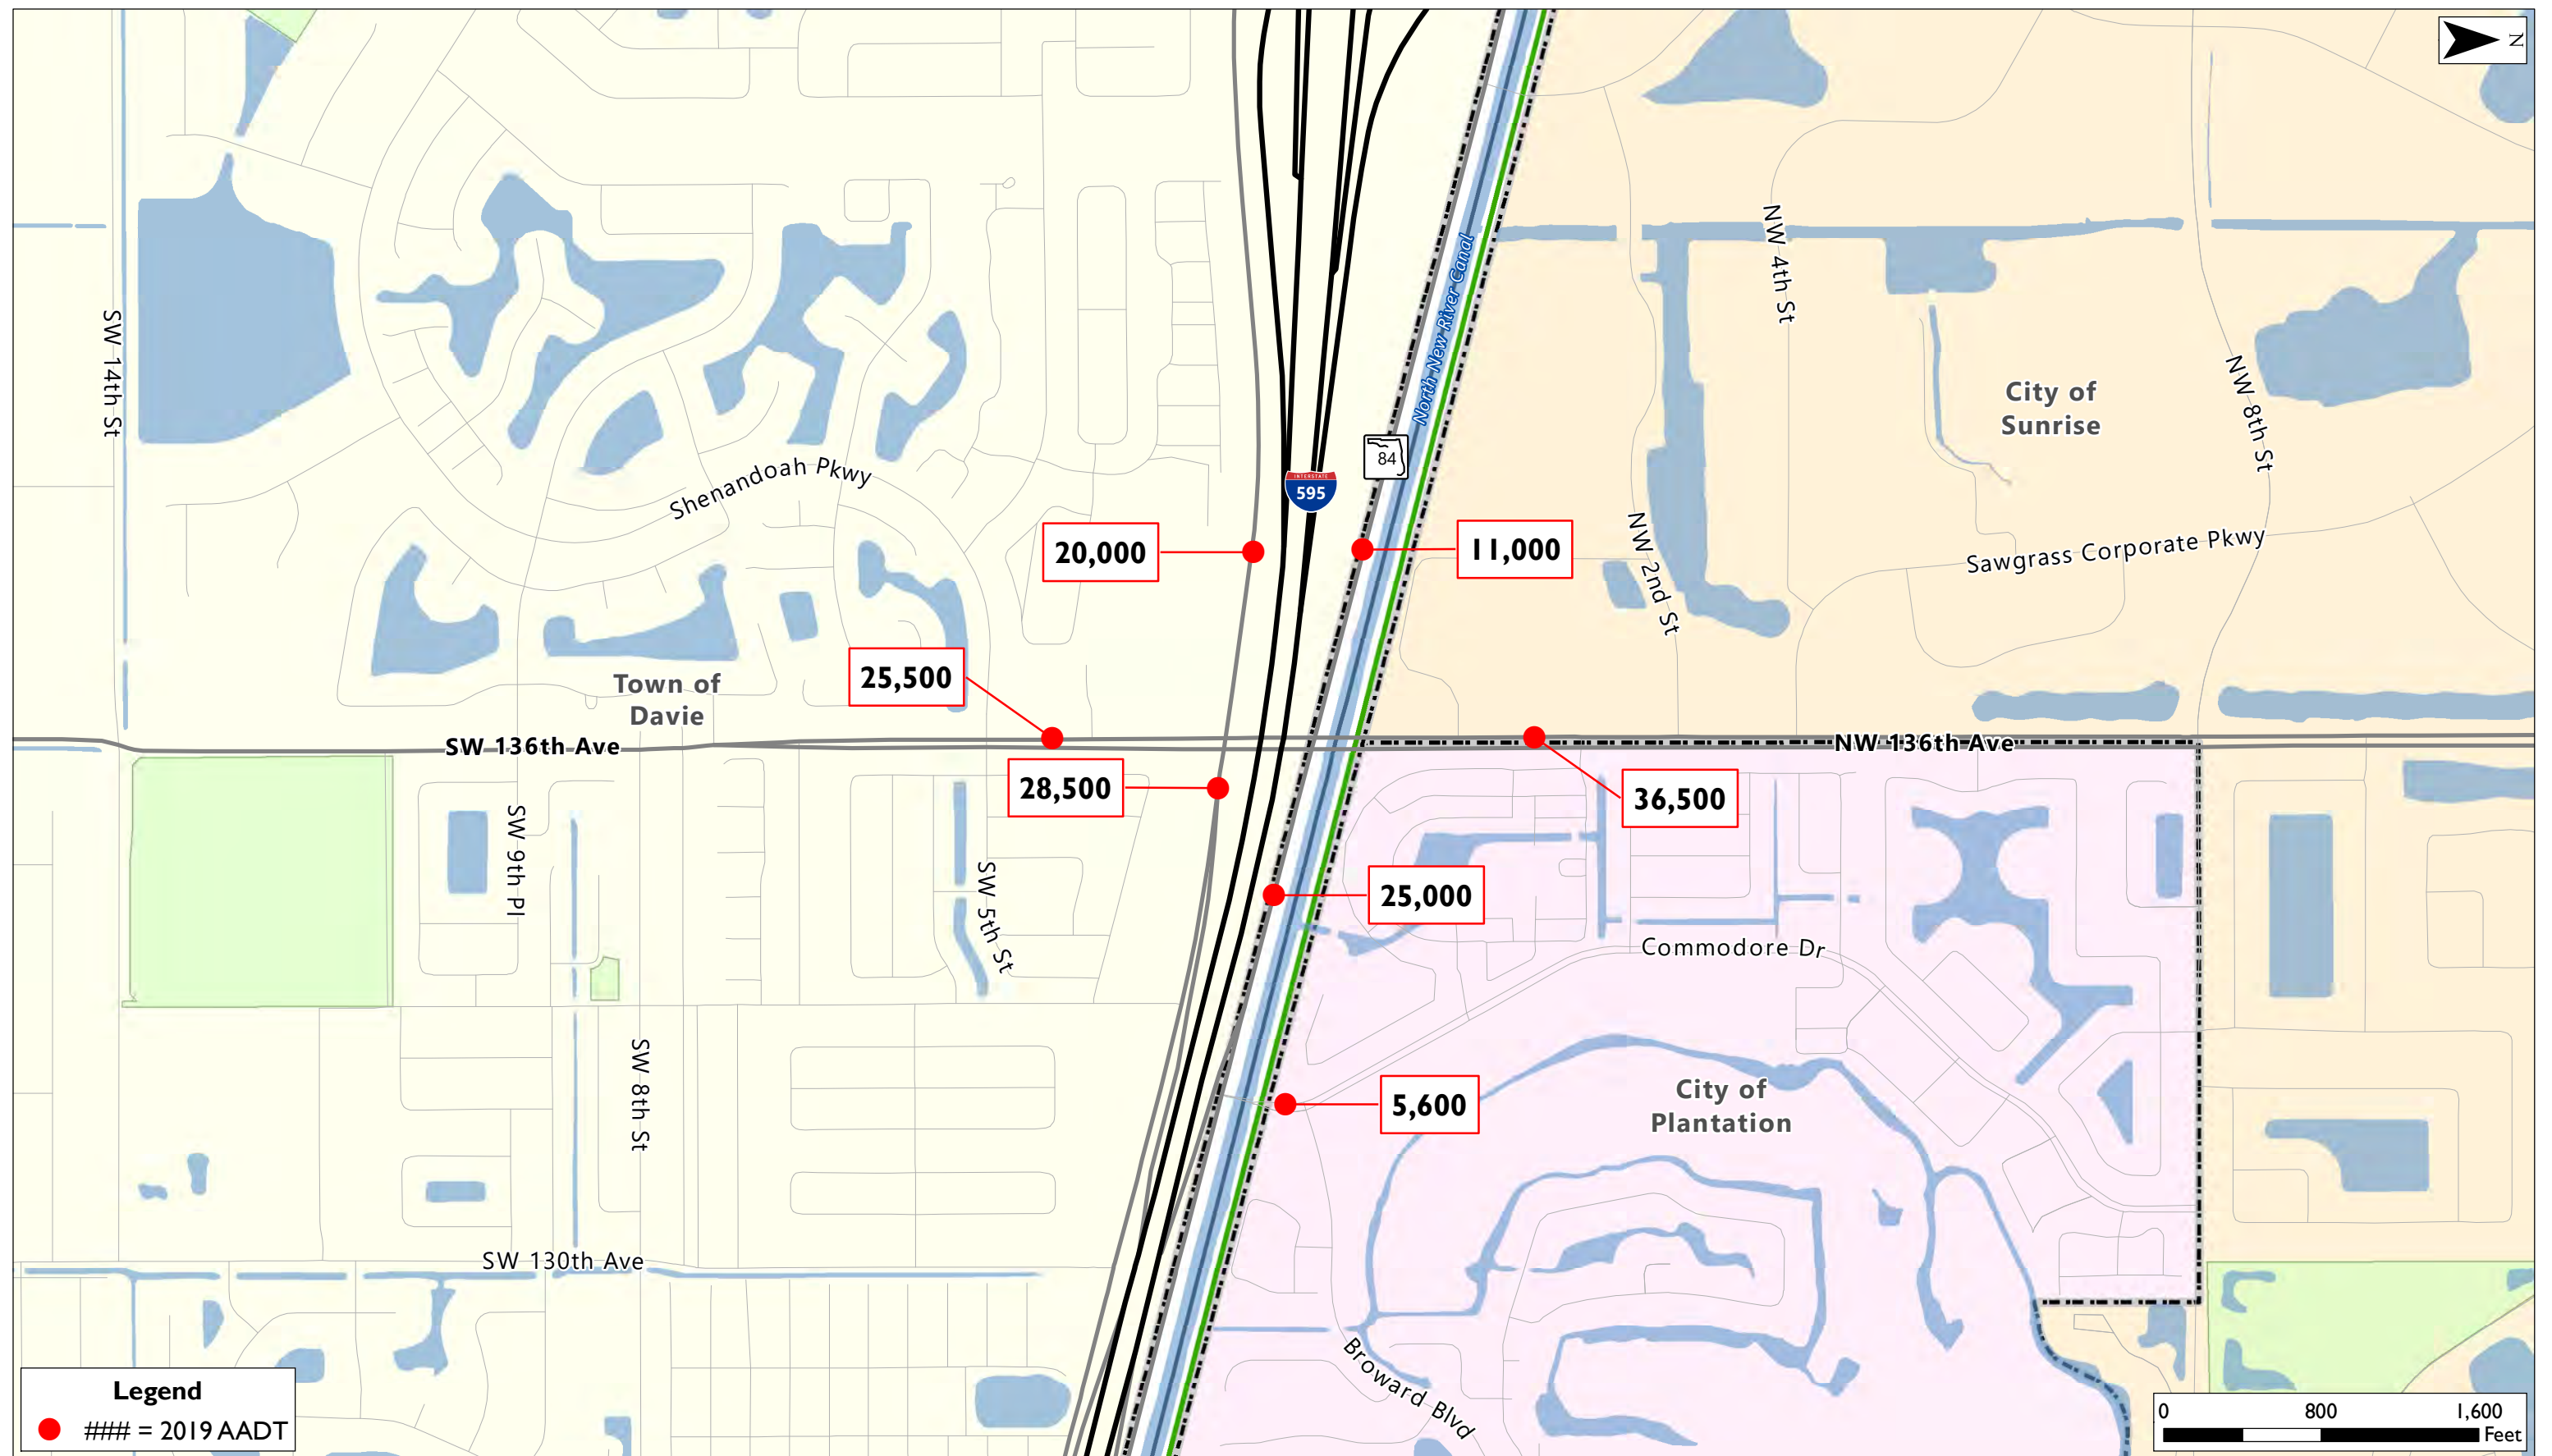 N
SW 14th St
Shenandoah Pkwy
INTERSTATE
595
84
North New River Canal
NW 4th St
City of
Sunrise
NW 8th St
NW 2nd St
Sawgrass Corporate Pkwy
20,000
11,000
25,500
Town of
Davie
SW 136th Ave
NW 136th Ave
28,500
36,500
SW 9th Pl
SW 5th St
25,000
Commodore Dr
SW 8th St
5,600
City of
Plantation
SW 130th Ave
Broward Blvd
Legend
### = 2019 AADT
0 800 1,600
Feet